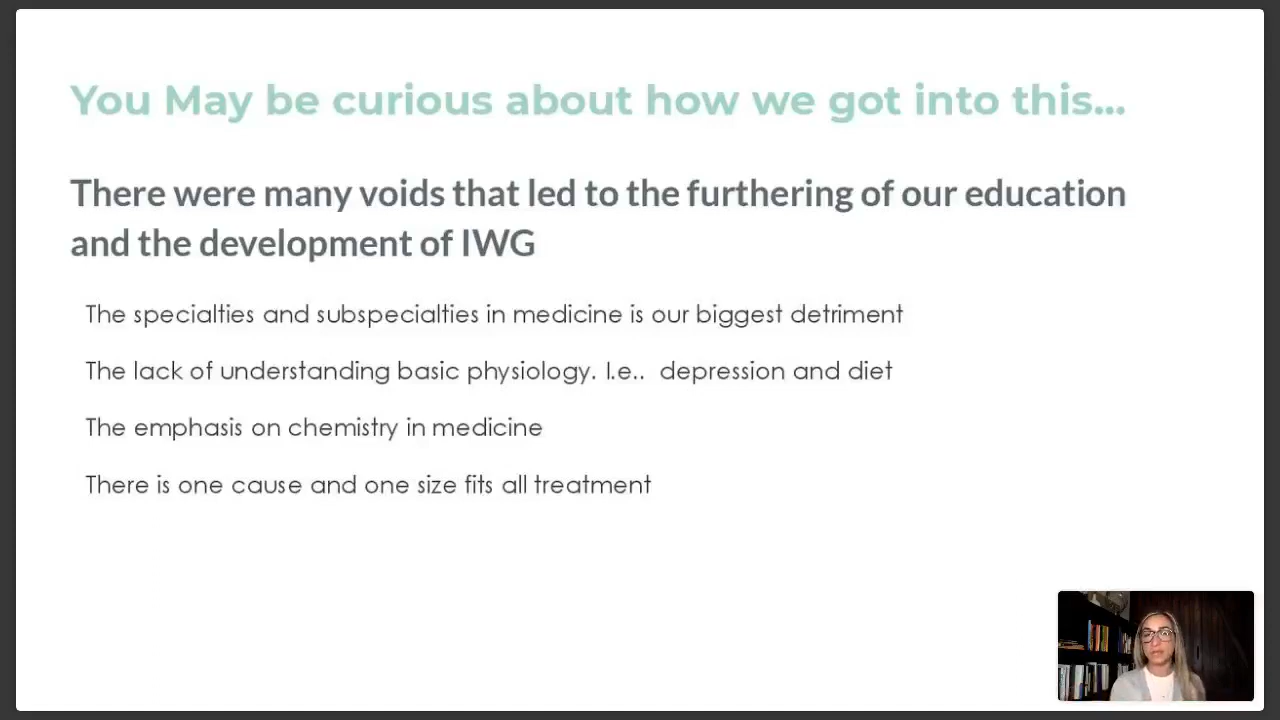 You May be curious about how we got into this...
There were many voids that led to the furthering of our education
and the development of IWG
The specialties and subspecialties in medicine is our biggest detriment
The lack of understanding basic physiology. I.e.. depression and diet
The emphasis on chemistry in medicine
There is one cause and one size fits all treatment